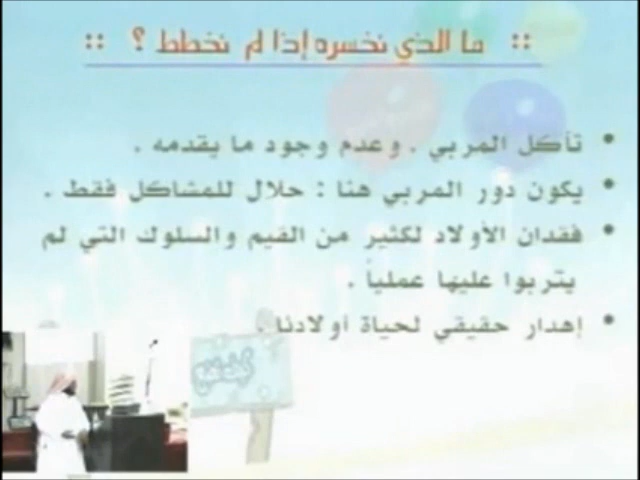 :: ما الذي نخسره إذا لم نخطط ؟ ::
• تآكل المربي . وعدم وجود ما يقدمه .
• يكون دور المربي هنا : حلال للمشاكل فقط .
• فقدان الأولاد لكثير من القيم والسلوك التي لم
يتربوا عليها عملياً .
• إهدار حقيقي لحياة أولادنا .